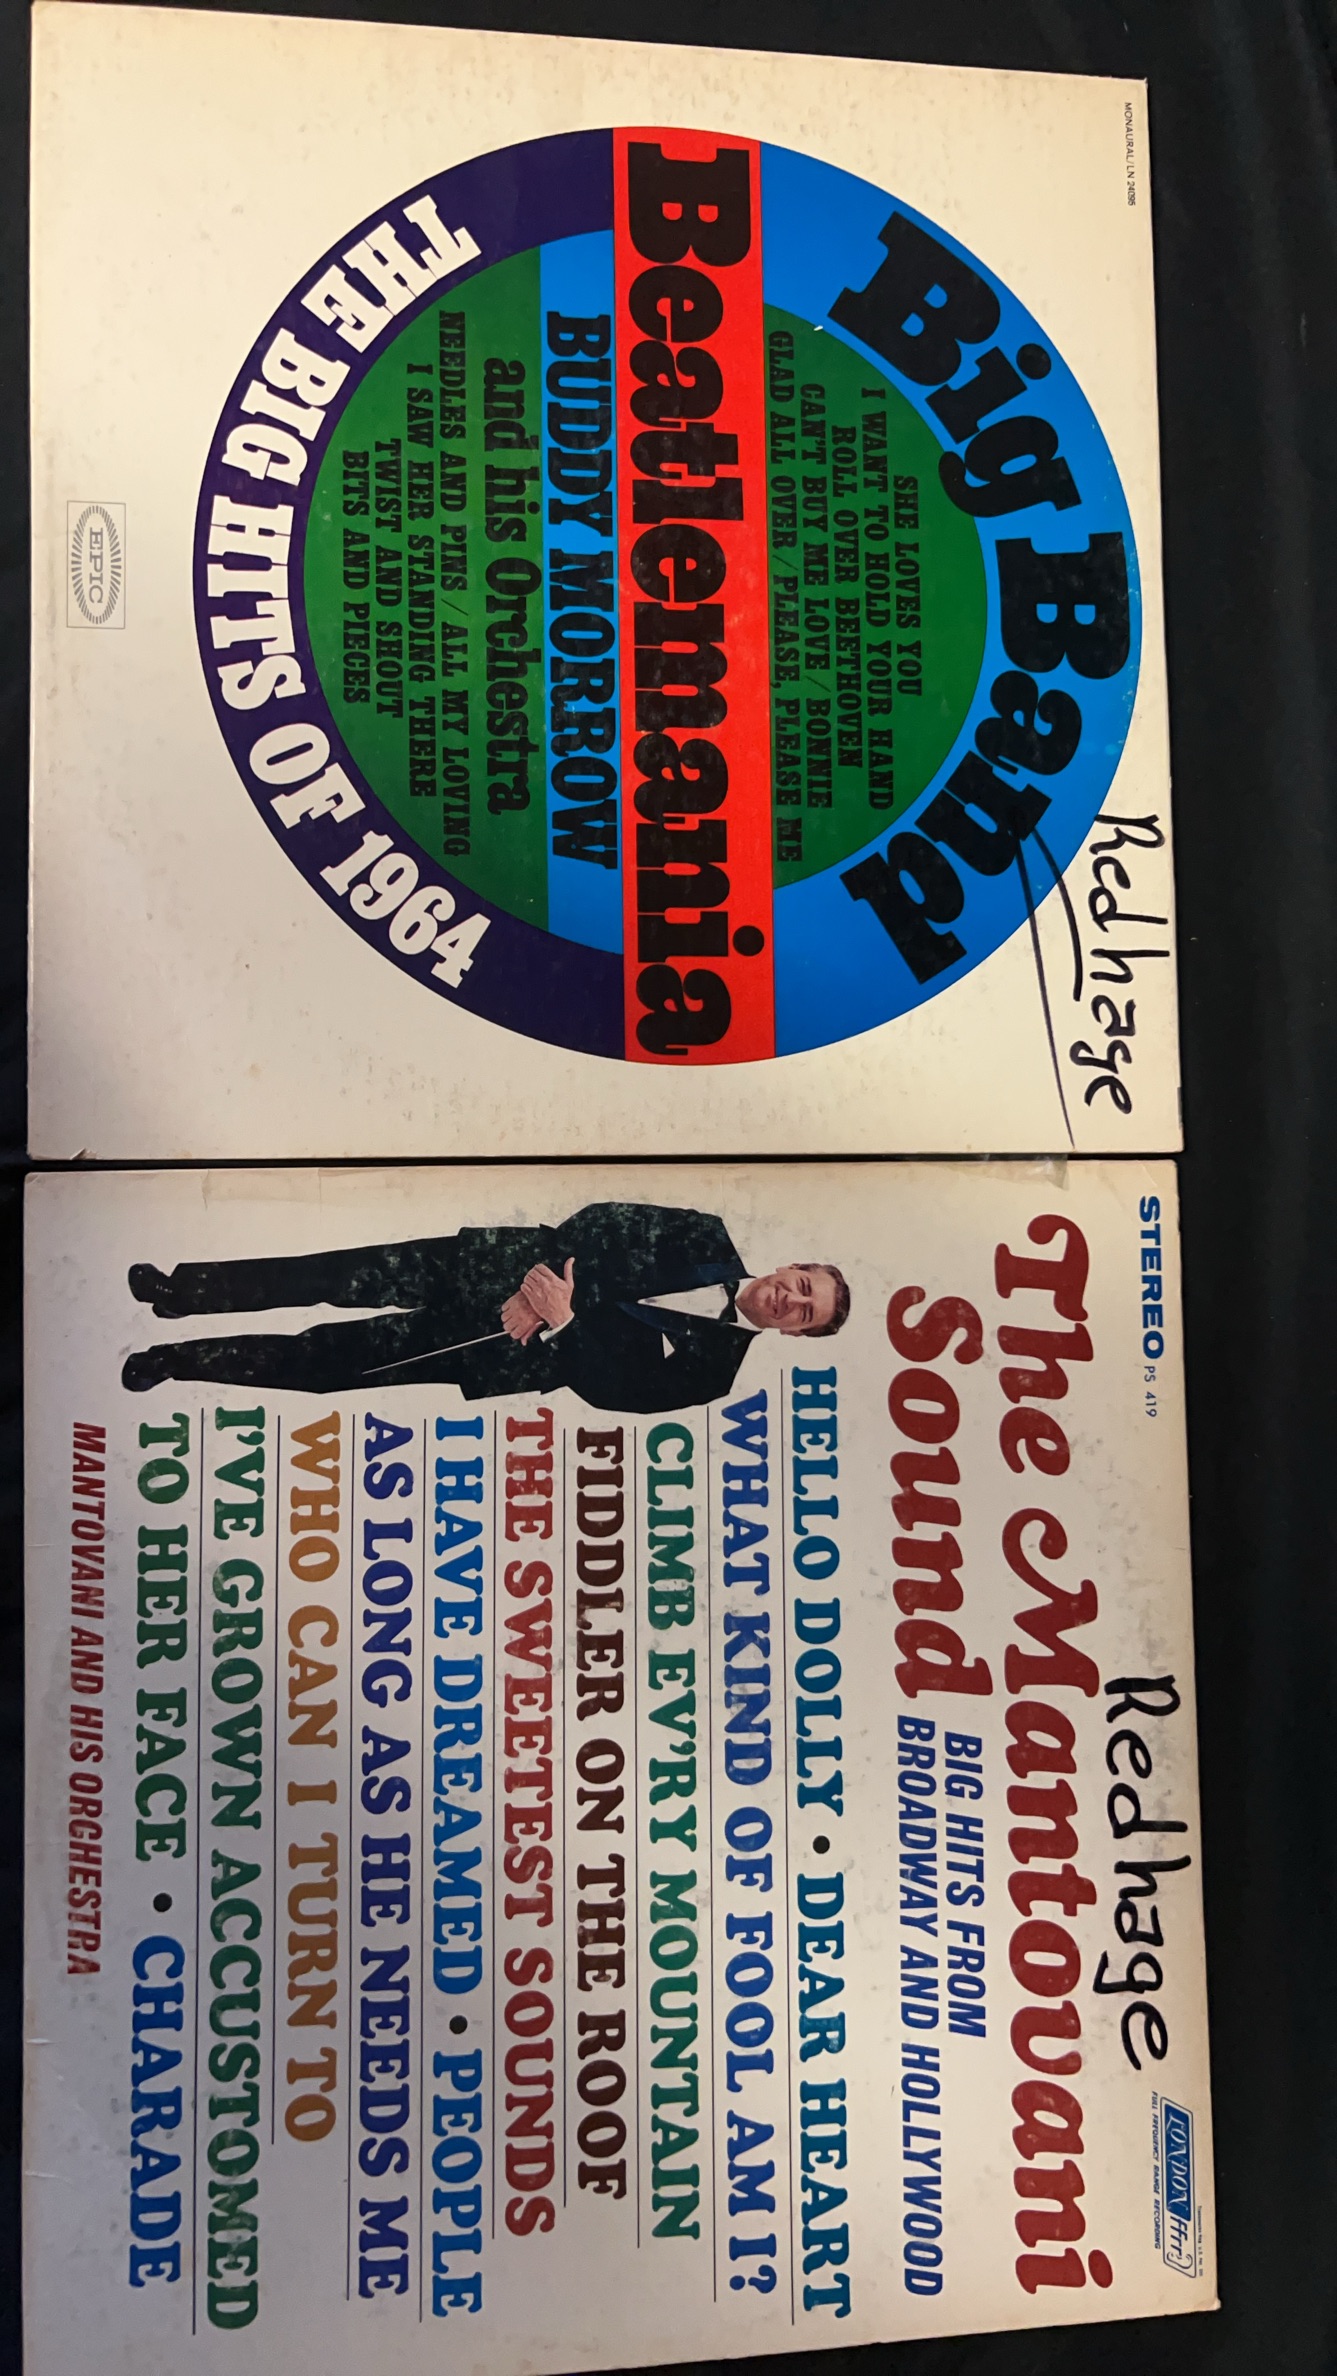 MONAURAL/LN 24095
Redhage
Big Band
SHE LOVES YOU
I WANT TO HOLD YOUR HAND
ROLL OVER BEETHOVEN
CAN'T BUY ME LOVE / BONNIE
GLAD ALL OVER / PLEASE, PLEASE ME
Beatlemania
BUDDY MORROW
and his Orchestra
NEEDLES AND PINS / ALL MY LOVING
I SAW HER STANDING THERE
TWIST AND SHOUT
BITS AND PIECES
THE BIG HITS OF 1964
EPIC
STEREO PS 419
Redhage
LONDON ffrr
FULL FREQUENCY RANGE RECORDING
The Mantovani
Sound
BIG HITS FROM
BROADWAY AND HOLLYWOOD
HELLO DOLLY • DEAR HEART
WHAT KIND OF FOOL AM I?
CLIMB EV'RY MOUNTAIN
FIDDLER ON THE ROOF
THE SWEETEST SOUNDS
I HAVE DREAMED • PEOPLE
AS LONG AS HE NEEDS ME
WHO CAN I TURN TO
I'VE GROWN ACCUSTOMED
TO HER FACE • CHARADE
MANTOVANI AND HIS ORCHESTRA